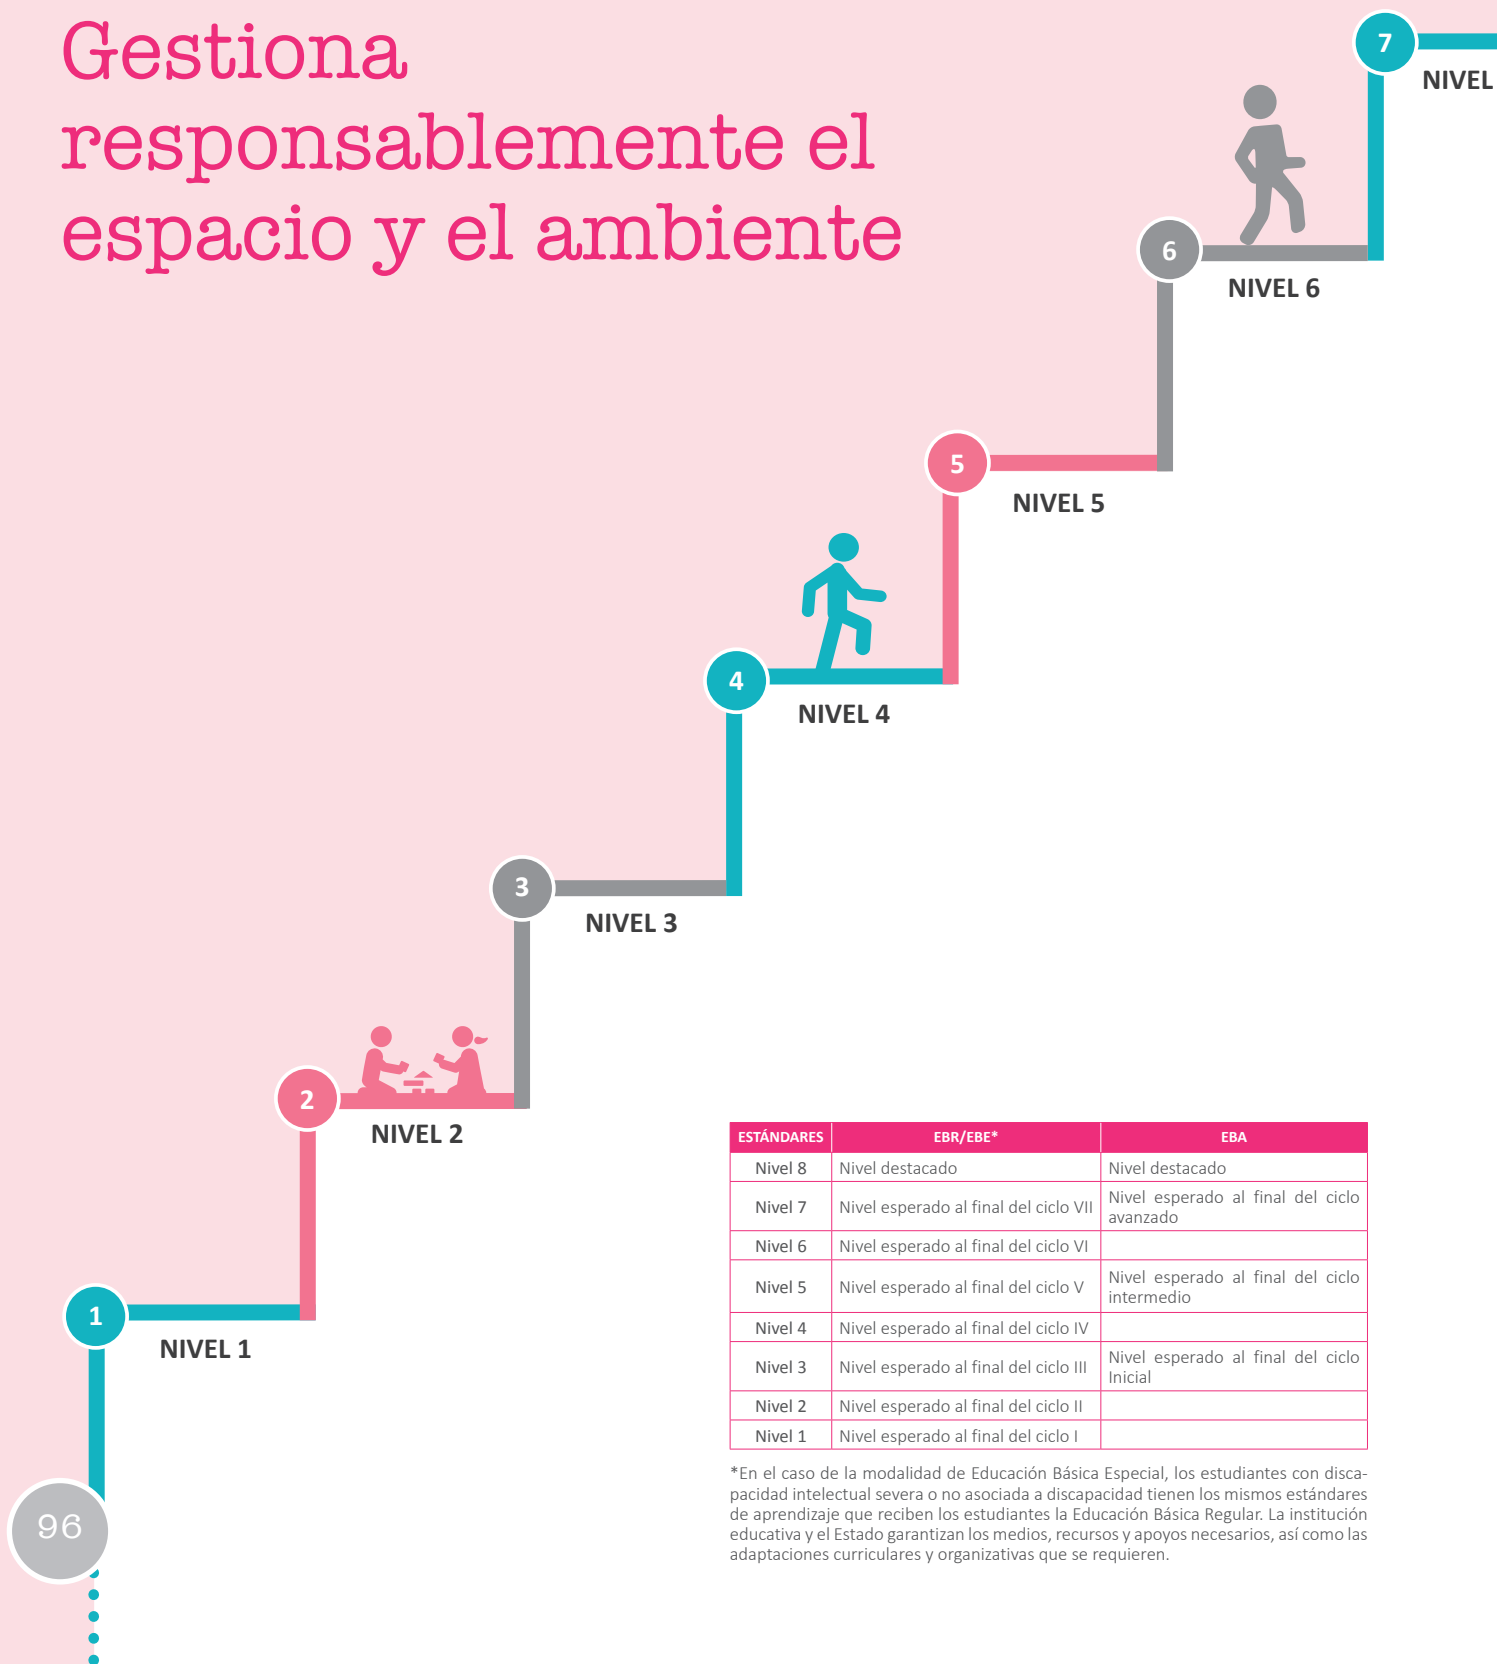 Gestiona
responsablemente el
espacio y el ambiente
7
NIVEL
6
NIVEL 6
5
NIVEL 5
4
NIVEL 4
3
NIVEL 3
2
NIVEL 2
1
NIVEL 1
ESTÁNDARES EBR/EBE* EBA
Nivel 8 Nivel destacado Nivel destacado
Nivel 7 Nivel esperado al final del ciclo VII Nivel esperado al final del ciclo
avanzado
Nivel 6 Nivel esperado al final del ciclo VI
Nivel 5 Nivel esperado al final del ciclo V Nivel esperado al final del ciclo
intermedio
Nivel 4 Nivel esperado al final del ciclo IV
Nivel 3 Nivel esperado al final del ciclo III Nivel esperado al final del ciclo
Inicial
Nivel 2 Nivel esperado al final del ciclo II
Nivel 1 Nivel esperado al final del ciclo I
*En el caso de la modalidad de Educación Básica Especial, los estudiantes con disca-
pacidad intelectual severa o no asociada a discapacidad tienen los mismos estándares
de aprendizaje que reciben los estudiantes la Educación Básica Regular. La institución
educativa y el Estado garantizan los medios, recursos y apoyos necesarios, así como las
adaptaciones curriculares y organizativas que se requieren.
96